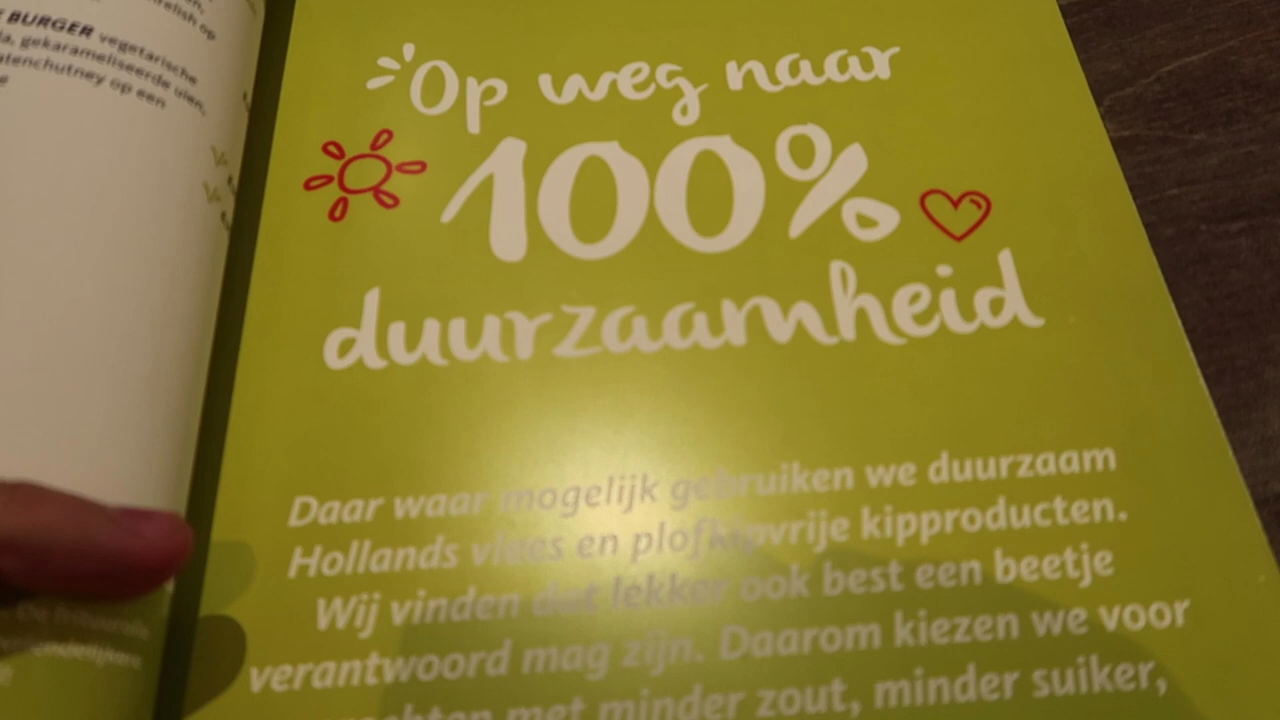 BURGER vegetarische
gekarameliseerde uien,
op een
Op weg naar
100%
duurzaamheid
Daar waar mogelijk gebruiken we duurzaam
Hollands vlees en plofkipvrije kipproducten.
Wij vinden dat lekker ook best een beetje
verantwoord mag zijn. Daarom kiezen we voor
met minder zout, minder suiker,